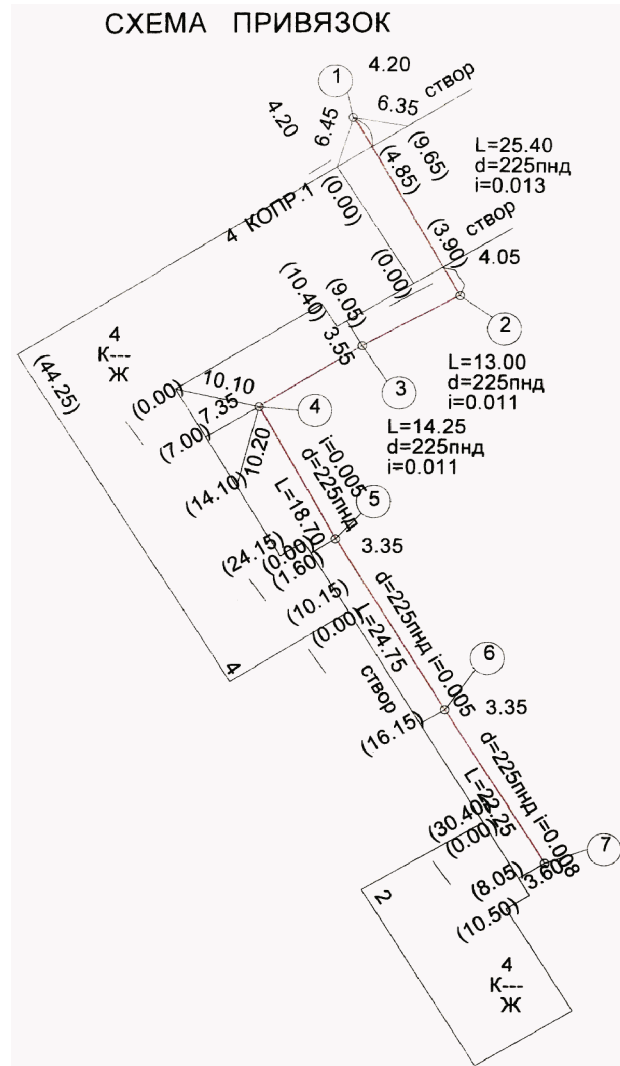 СХЕМА ПРИВЯЗОК
1
4.20
створ
4.20
6.45
6.35
(9.65)
(4.85)
L=25.40
d=225пнд
i=0.013
(0.00)
4 КОПР.1
створ
(3.90)
4.05
(0.00)
(9.05)
(10.40)
3.55
2
4
К---
Ж
(44.25)
3
L=13.00
d=225пнд
i=0.011
10.10
(0.00)
7.35
4
L=14.25
d=225пнд
i=0.011
(7.00)
10.20
(14.10)
i=0.005
d=225пнд
L=18.70
5
(24.15)
(0.00)
(1.60)
3.35
(10.15)
(0.00)
d=225пнд i=0.005
L=24.75
4
створ
6
3.35
(16.15)
d=225пнд i=0.008
L=22.25
(30.40)
(0.00)
7
(8.05)
3.60
2
(10.50)
4
К---
Ж